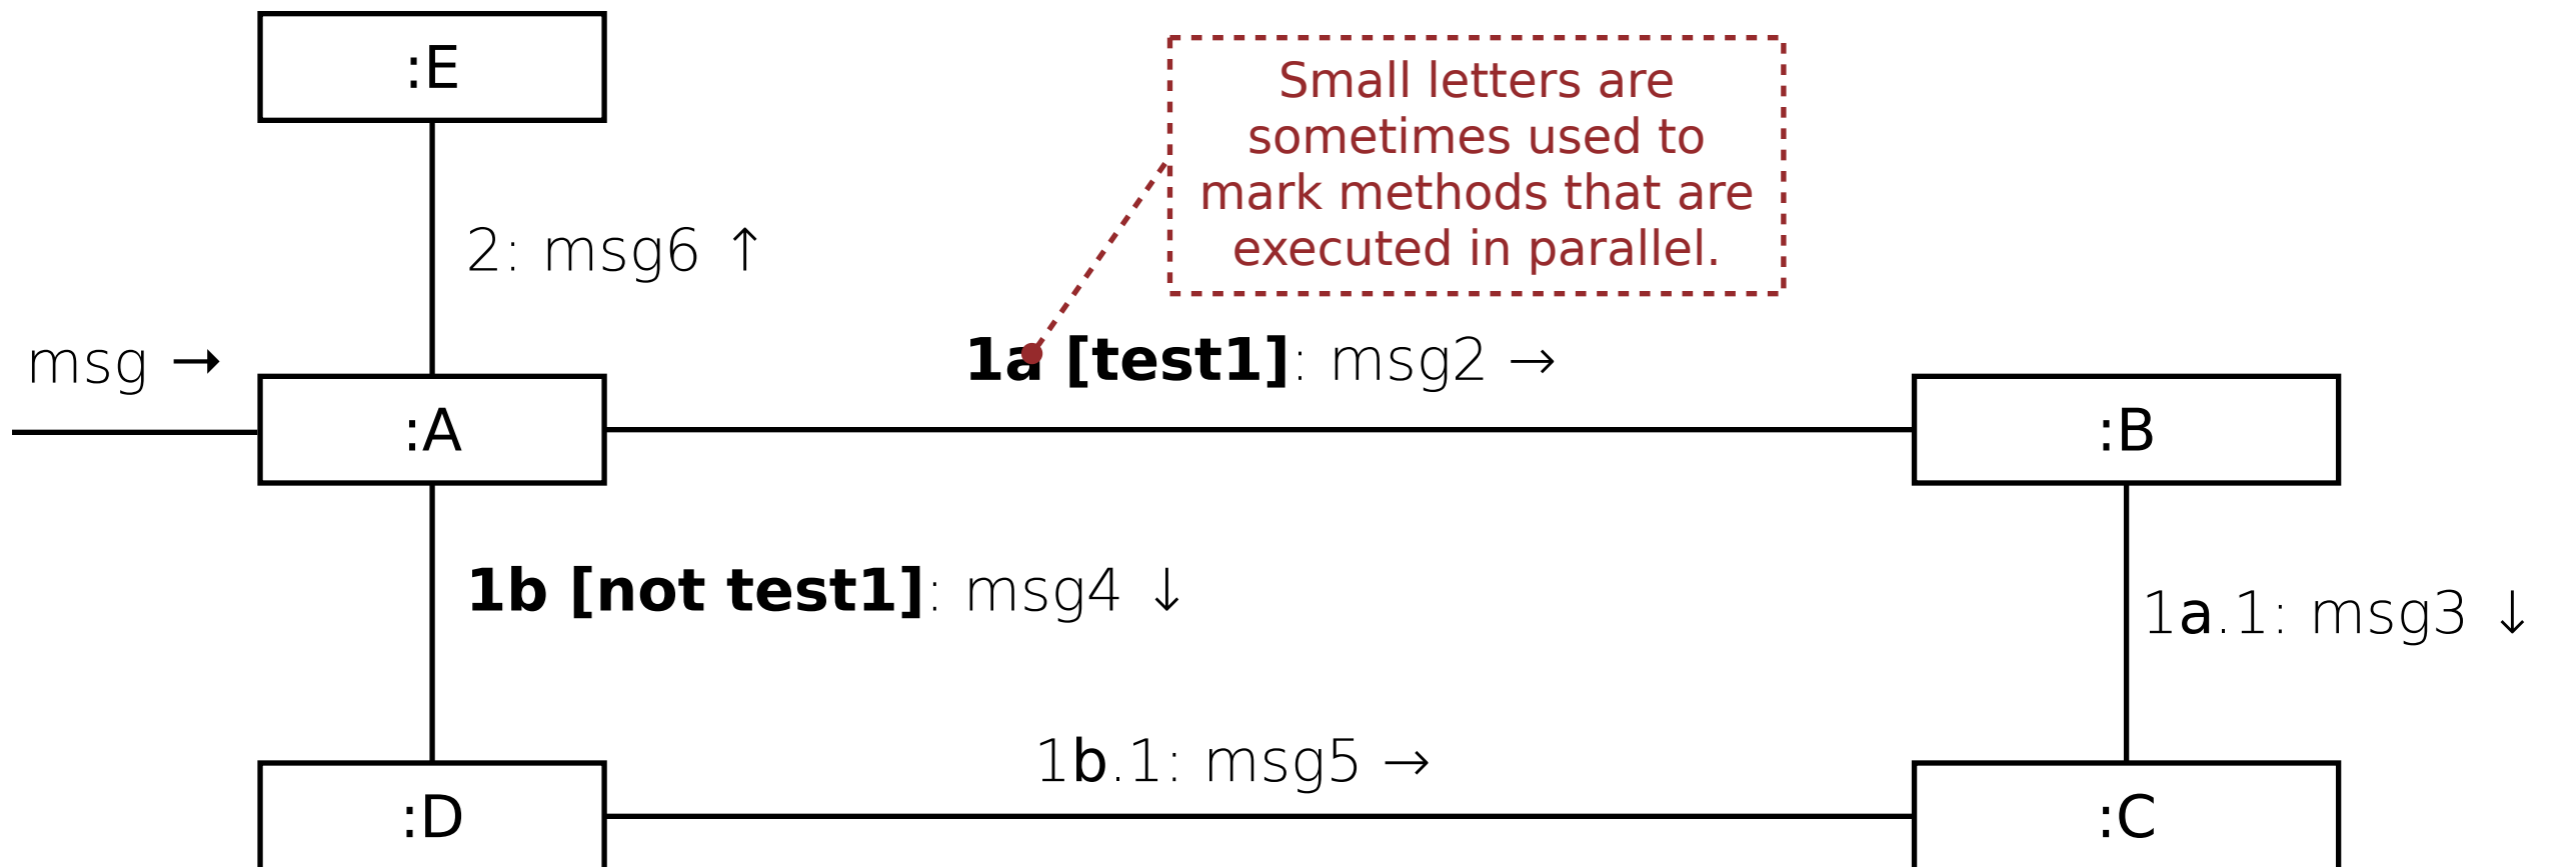 :E
Small letters are
sometimes used to
mark methods that are
executed in parallel.
2: msg6 ↑
msg →
1a [test1]: msg2 →
:A
:B
1b [not test1]: msg4 ↓
1a.1: msg3 ↓
1b.1: msg5 →
:D
:C